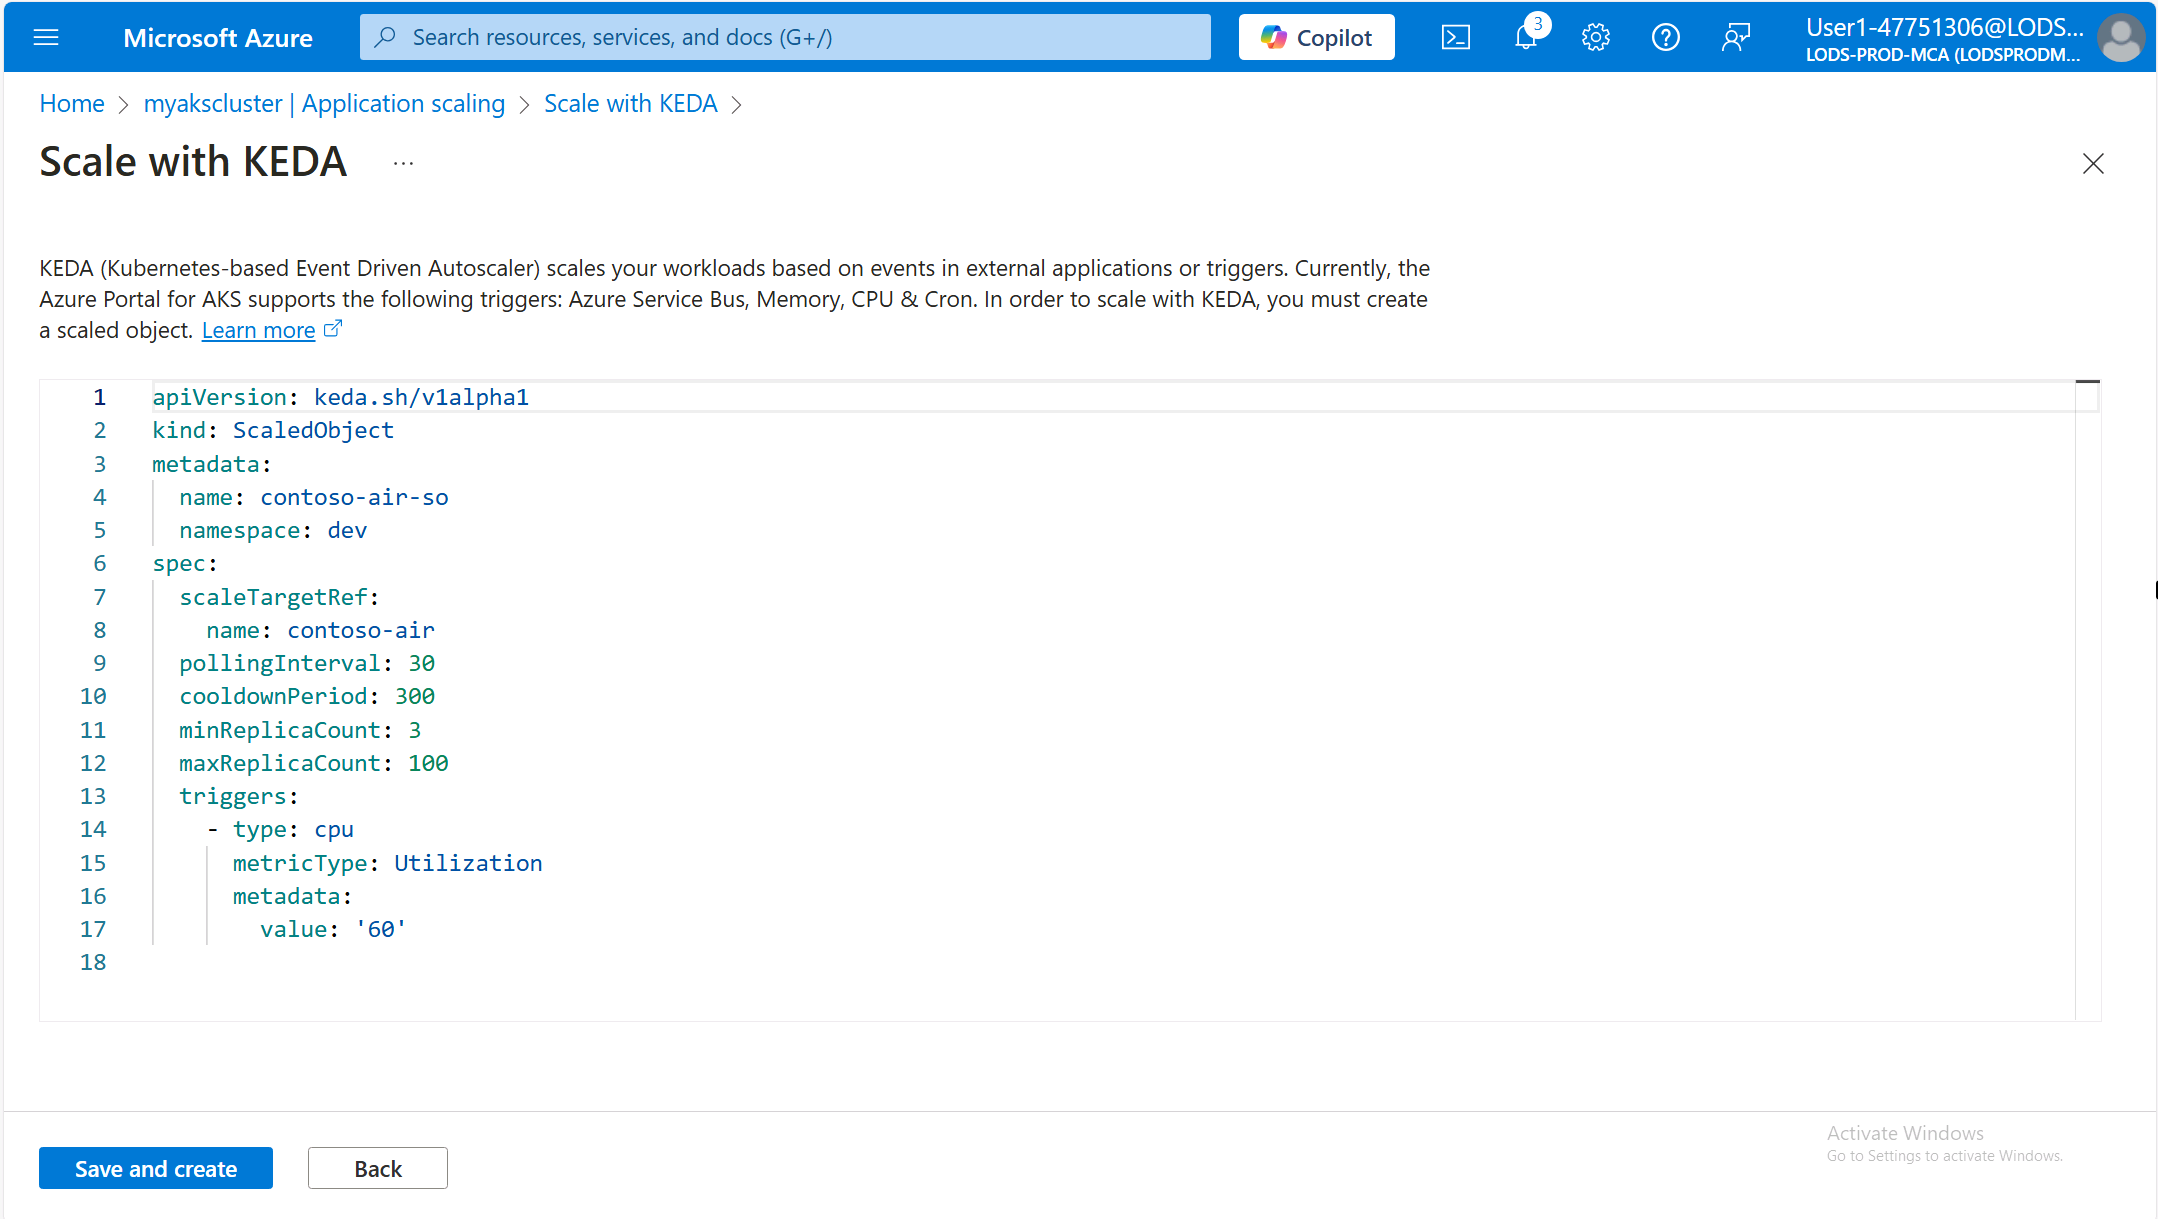 Microsoft Azure
Search resources, services, and docs (G+/)
Copilot
3
User1-47751306@LODS...
LODS-PROD-MCA (LODSPRODM...
Home > myakscluster | Application scaling > Scale with KEDA >
Scale with KEDA ...
KEDA (Kubernetes-based Event Driven Autoscaler) scales your workloads based on events in external applications or triggers. Currently, the
Azure Portal for AKS supports the following triggers: Azure Service Bus, Memory, CPU & Cron. In order to scale with KEDA, you must create
a scaled object. Learn more
1 apiVersion: keda.sh/v1alpha1
2 kind: ScaledObject
3 metadata:
4   name: contoso-air-so
5   namespace: dev
6 spec:
7   scaleTargetRef:
8     name: contoso-air
9   pollingInterval: 30
10   cooldownPeriod: 300
11   minReplicaCount: 3
12   maxReplicaCount: 100
13   triggers:
14     - type: cpu
15       metricType: Utilization
16       metadata:
17         value: '60'
18
Activate Windows
Go to Settings to activate Windows.
Save and create
Back